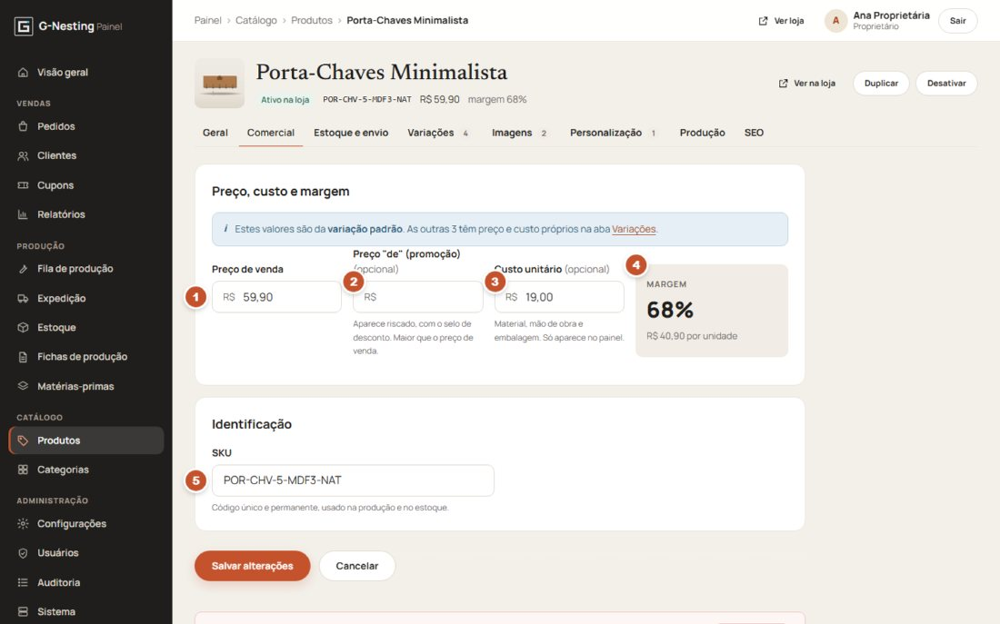 G-Nesting Painel
Visão geral
VENDAS
Pedidos
Clientes
Cupons
Relatórios
PRODUÇÃO
Fila de produção
Expedição
Estoque
Fichas de produção
Matérias-primas
CATÁLOGO
Produtos
Categorias
ADMINISTRAÇÃO
Configurações
Usuários
Auditoria
Sistema
Painel › Catálogo › Produtos › Porta-Chaves Minimalista
Ver loja
A
Ana Proprietária
Proprietário
Sair
Porta-Chaves Minimalista
Ativo na loja POR-CHV-5-MDF3-NAT R$ 59,90 margem 68%
Ver na loja
Duplicar
Desativar
Geral Comercial Estoque e envio Variações 4 Imagens 2 Personalização 1 Produção SEO
Preço, custo e margem
i Estes valores são da variação padrão. As outras 3 têm preço e custo próprios na aba Variações.
1
Preço de venda
R$ 59,90
2
Preço "de" (promoção)
(opcional)
R$
Aparece riscado, com o selo de
desconto. Maior que o preço de
venda.
3
Custo unitário (opcional)
R$ 19,00
Material, mão de obra e
embalagem. Só aparece no painel.
4
MARGEM
68%
R$ 40,90 por unidade
Identificação
SKU
5
POR-CHV-5-MDF3-NAT
Código único e permanente, usado na produção e no estoque.
Salvar alterações
Cancelar